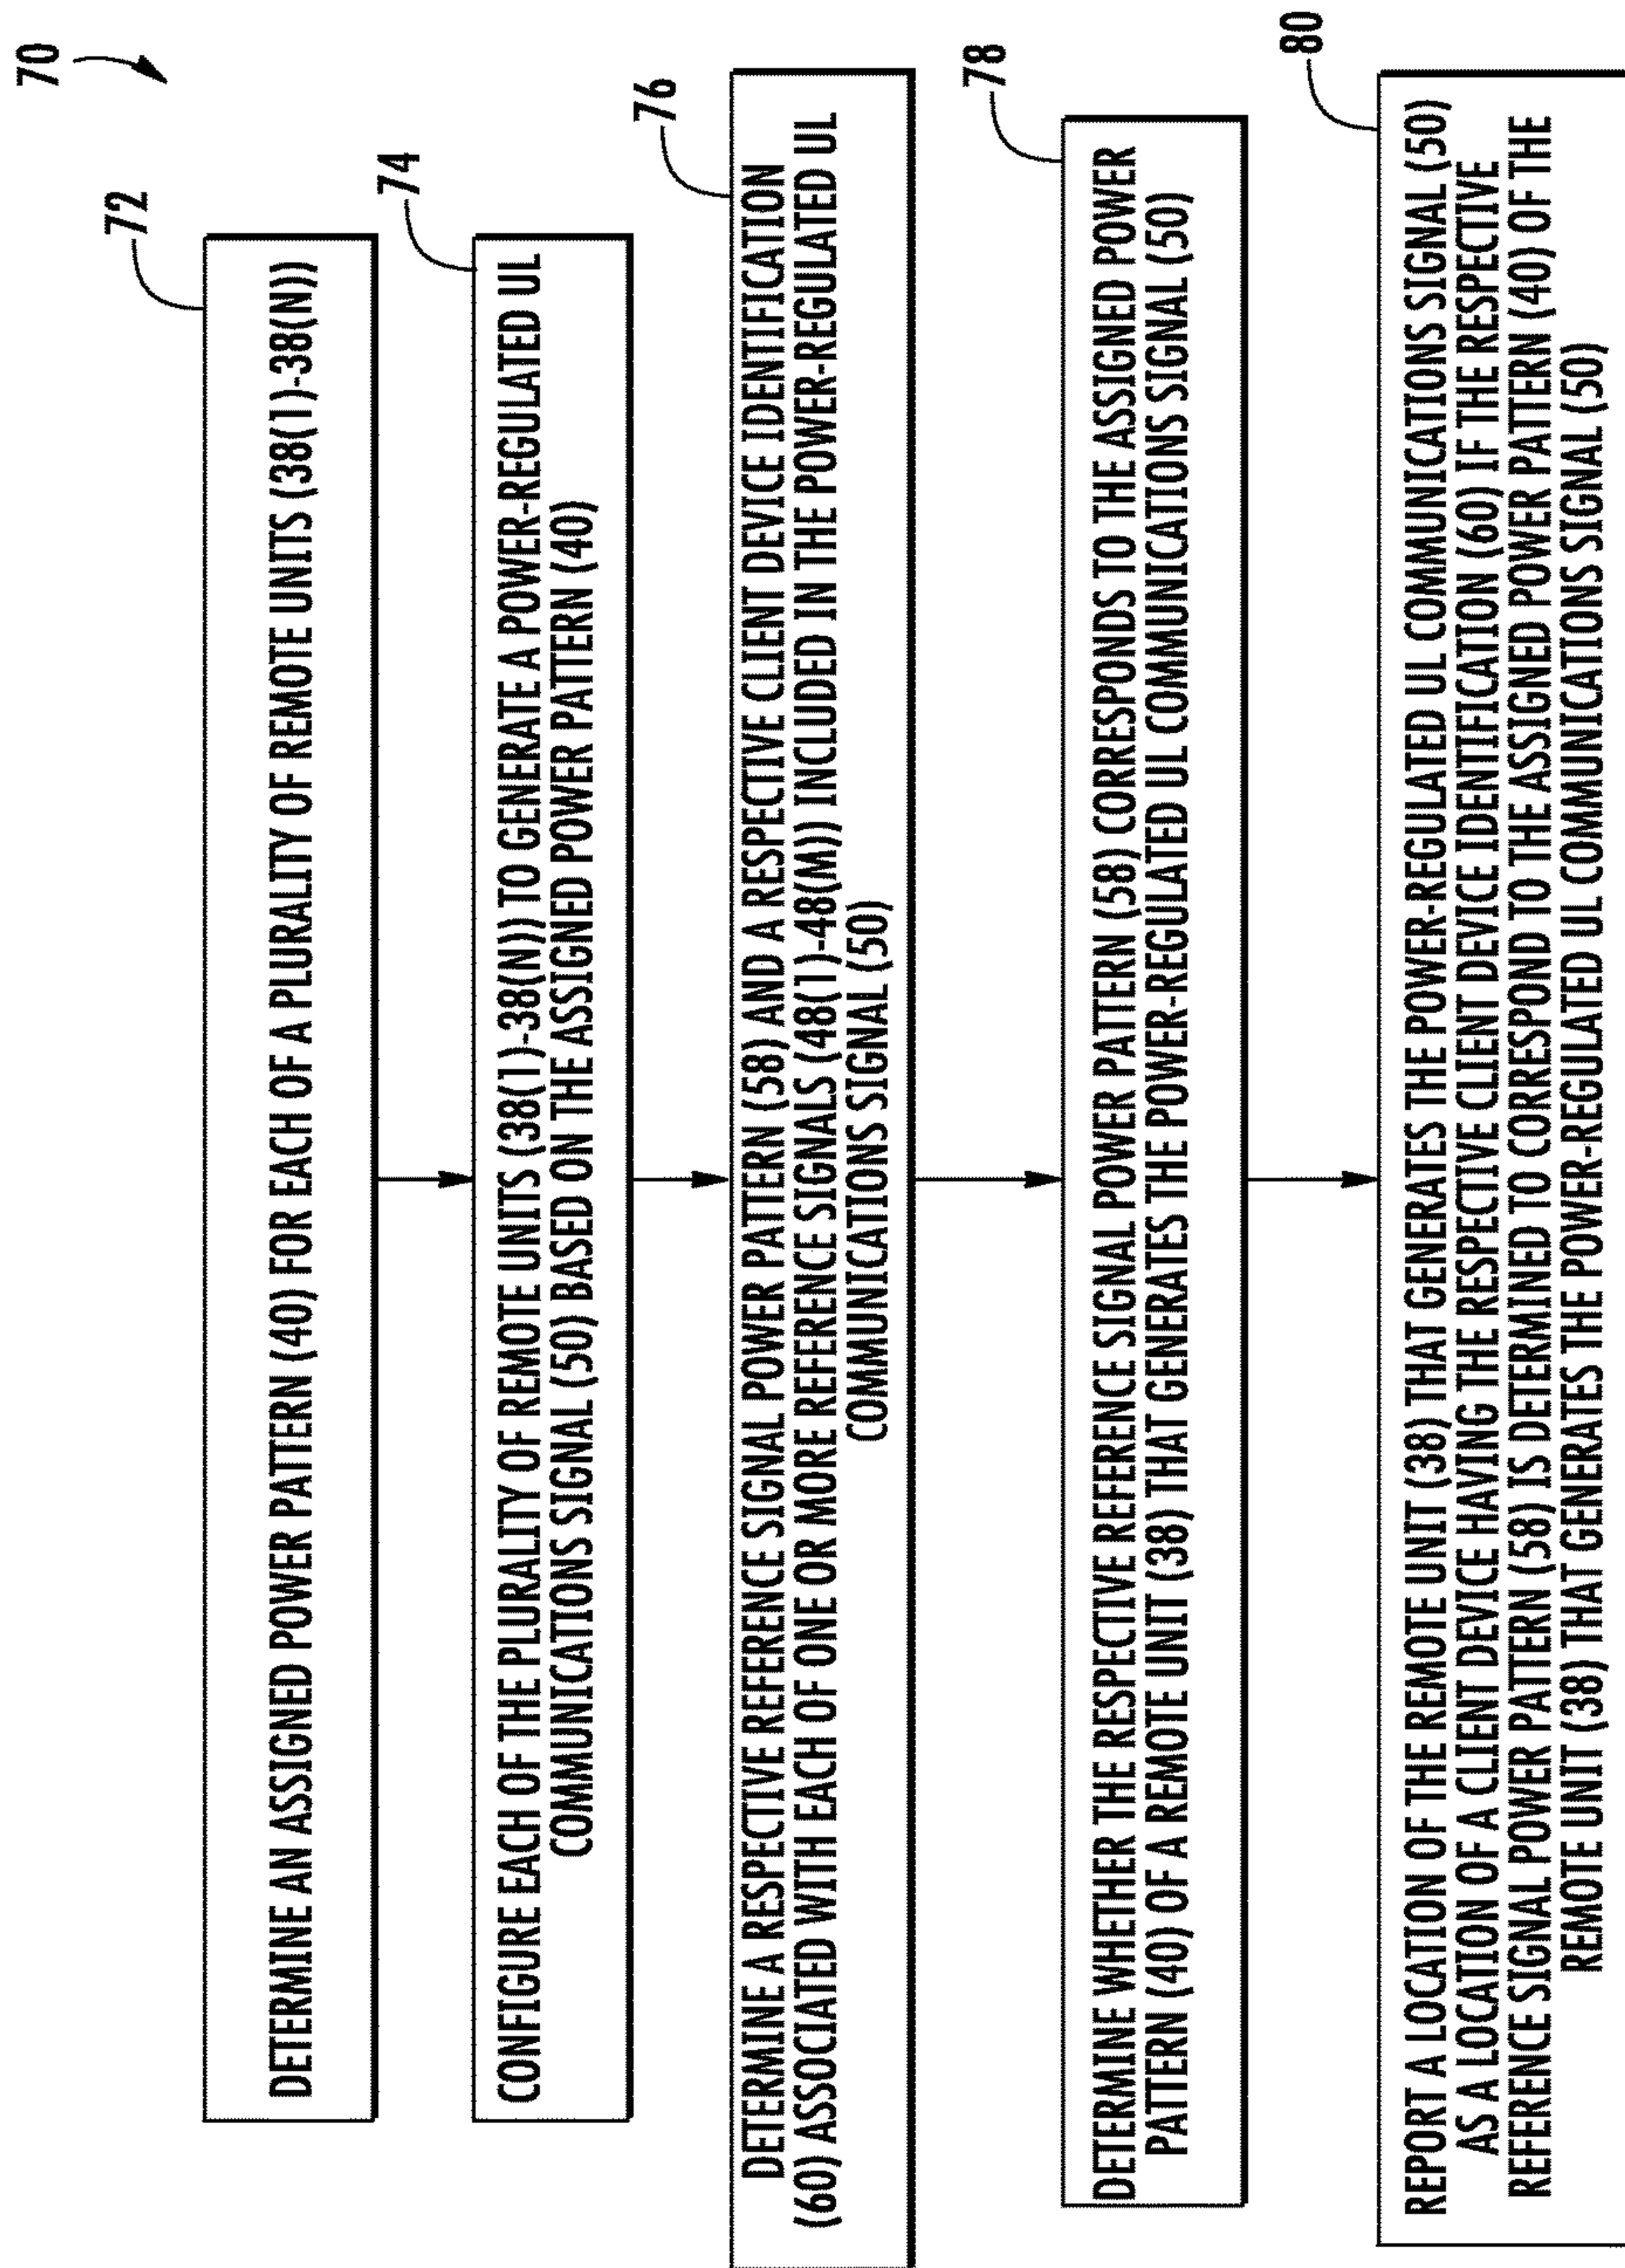 70
72
DETERMINE AN ASSIGNED POWER PATTERN (40) FOR EACH OF A PLURALITY OF REMOTE UNITS (38(1)-38(N))
74
CONFIGURE EACH OF THE PLURALITY OF REMOTE UNITS (38(1)-38(N)) TO GENERATE A POWER-REGULATED UL
COMMUNICATIONS SIGNAL (50) BASED ON THE ASSIGNED POWER PATTERN (40)
76
DETERMINE A RESPECTIVE REFERENCE SIGNAL POWER PATTERN (58) AND A RESPECTIVE CLIENT DEVICE IDENTIFICATION
(60) ASSOCIATED WITH EACH OF ONE OR MORE REFERENCE SIGNALS (48(1)-48(M)) INCLUDED IN THE POWER-REGULATED UL
COMMUNICATIONS SIGNAL (50)
78
DETERMINE WHETHER THE RESPECTIVE REFERENCE SIGNAL POWER PATTERN (58) CORRESPONDS TO THE ASSIGNED POWER
PATTERN (40) OF A REMOTE UNIT (38) THAT GENERATES THE POWER-REGULATED UL COMMUNICATIONS SIGNAL (50)
80
REPORT A LOCATION OF THE REMOTE UNIT (38) THAT GENERATES THE POWER-REGULATED UL COMMUNICATIONS SIGNAL (50)
AS A LOCATION OF A CLIENT DEVICE HAVING THE RESPECTIVE CLIENT DEVICE IDENTIFICATION (60) IF THE RESPECTIVE
REFERENCE SIGNAL POWER PATTERN (58) IS DETERMINED TO CORRESPOND TO THE ASSIGNED POWER PATTERN (40) OF THE
REMOTE UNIT (38) THAT GENERATES THE POWER-REGULATED UL COMMUNICATIONS SIGNAL (50)